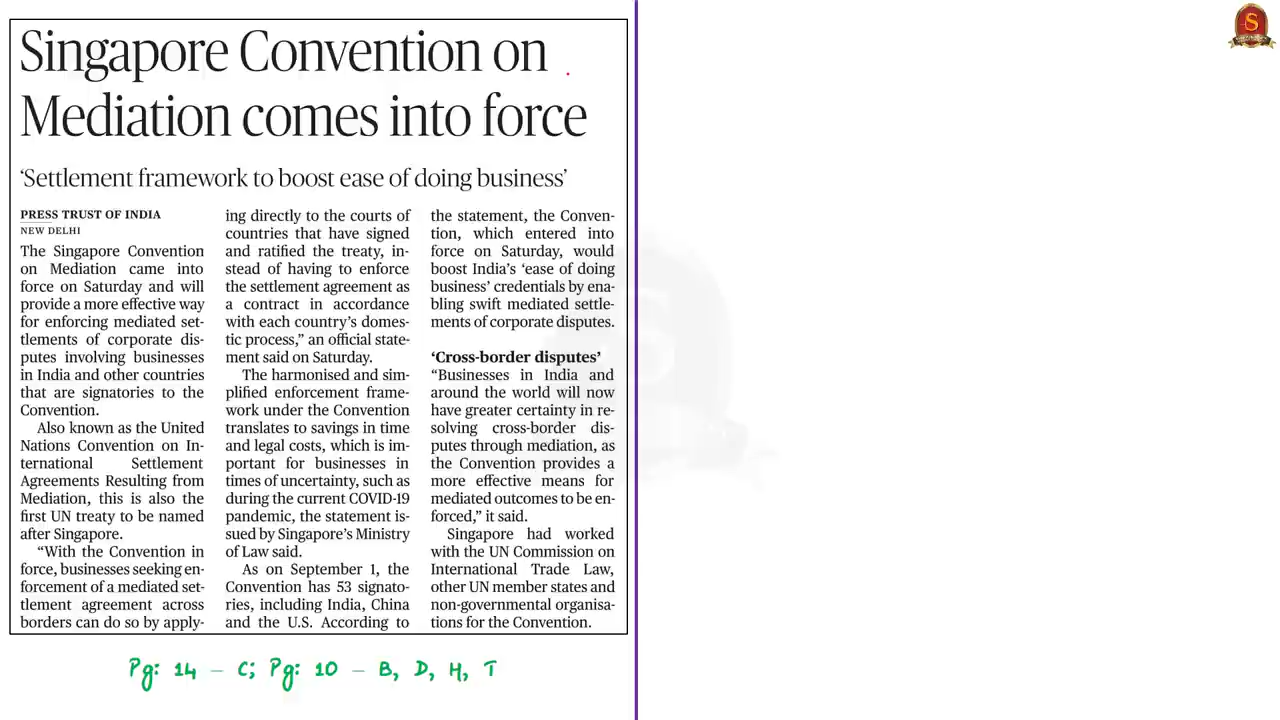 Singapore Convention on
Mediation comes into force
‘Settlement framework to boost ease of doing business’
PRESS TRUST OF INDIA
NEW DELHI
The Singapore Convention
on Mediation came into
force on Saturday and will
provide a more effective way
for enforcing mediated set-
tlements of corporate dis-
putes involving businesses
in India and other countries
that are signatories to the
Convention.
Also known as the United
Nations Convention on In-
ternational Settlement
Agreements Resulting from
Mediation, this is also the
first UN treaty to be named
after Singapore.
“With the Convention in
force, businesses seeking en-
forcement of a mediated set-
tlement agreement across
borders can do so by apply-
ing directly to the courts of
countries that have signed
and ratified the treaty, in-
stead of having to enforce
the settlement agreement as
a contract in accordance
with each country’s domes-
tic process,” an official state-
ment said on Saturday.
The harmonised and sim-
plified enforcement frame-
work under the Convention
translates to savings in time
and legal costs, which is im-
portant for businesses in
times of uncertainty, such as
during the current COVID-19
pandemic, the statement is-
sued by Singapore’s Ministry
of Law said.
As on September 1, the
Convention has 53 signato-
ries, including India, China
and the U.S. According to
the statement, the Conven-
tion, which entered into
force on Saturday, would
boost India’s ‘ease of doing
business’ credentials by ena-
bling swift mediated settle-
ments of corporate disputes.
‘Cross-border disputes’
“Businesses in India and
around the world will now
have greater certainty in re-
solving cross-border dis-
putes through mediation, as
the Convention provides a
more effective means for
mediated outcomes to be en-
forced,” it said.
Singapore had worked
with the UN Commission on
International Trade Law,
other UN member states and
non-governmental organisa-
tions for the Convention.
Pg: 14 – C; Pg: 10 – B, D, H, T
S